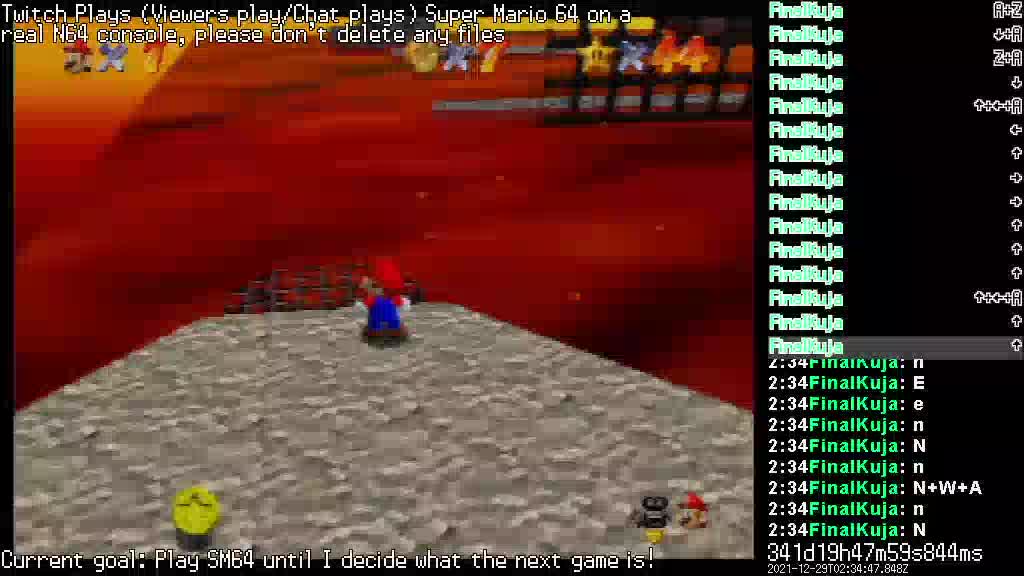 Twitch Plays (Viewers play/Chat plays) Super Mario 64 on a
real N64 console, please don't delete any files
7 7 44
FinalKuja A+Z
FinalKuja ↓+A
FinalKuja Z+A
FinalKuja ↓
FinalKuja ↑+←+A
FinalKuja ←
FinalKuja ↑
FinalKuja →
FinalKuja →
FinalKuja ↑
FinalKuja ↑
FinalKuja ↑
FinalKuja ↑+←+A
FinalKuja ↑
FinalKuja ↑
2:34FinalKuja: n
2:34FinalKuja: E
2:34FinalKuja: e
2:34FinalKuja: n
2:34FinalKuja: N
2:34FinalKuja: n
2:34FinalKuja: N+W+A
2:34FinalKuja: n
2:34FinalKuja: N
Current goal: Play SM64 until I decide what the next game is!
341d19h47m59s844ms
2021-12-29T02:34:47.848Z